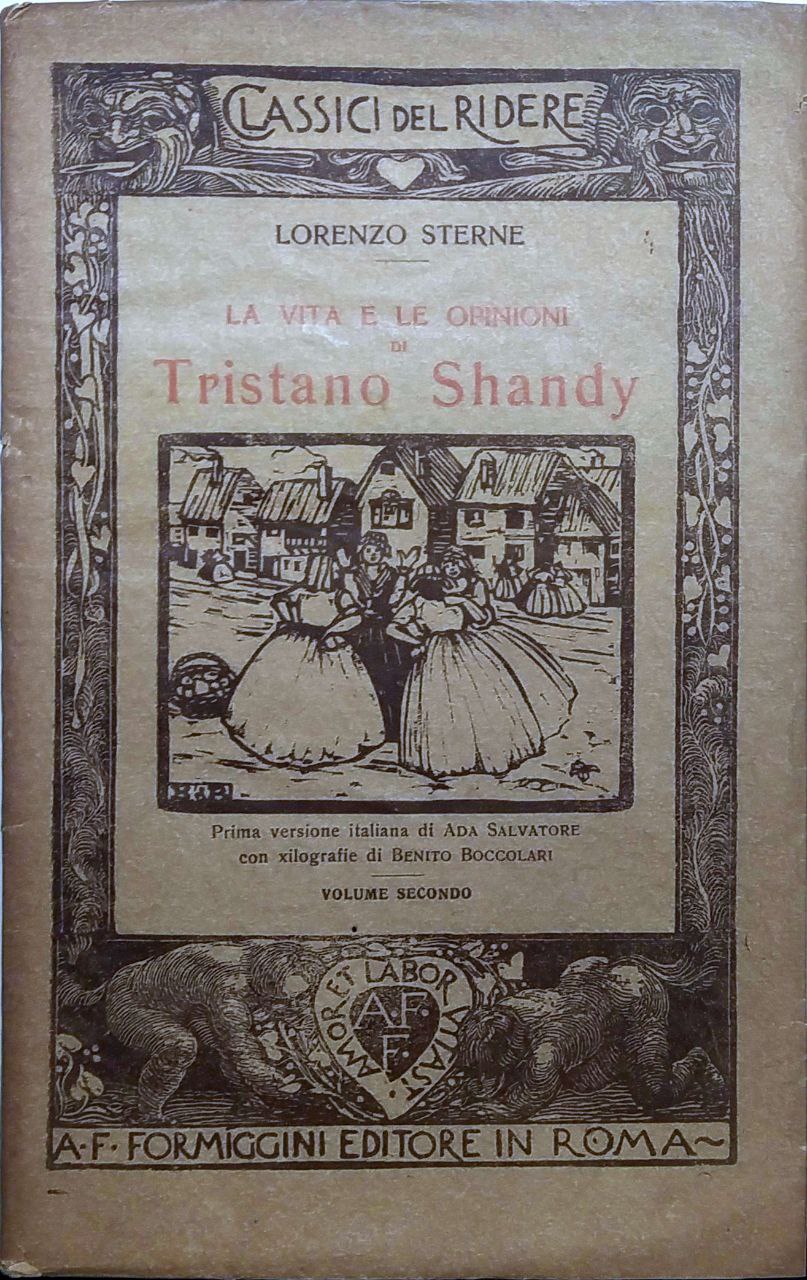 CLASSICI DEL RIDERE
LORENZO STERNE
LA VITA E LE OPINIONI
DI
Tristano Shandy
B·B
Prima versione italiana di ADA SALVATORE
con xilografie di BENITO BOCCOLARI
VOLUME SECONDO
AMOR ET LABOR VITAST·
A.F.
F.
A·F· FORMIGGINI EDITORE IN ROMA~